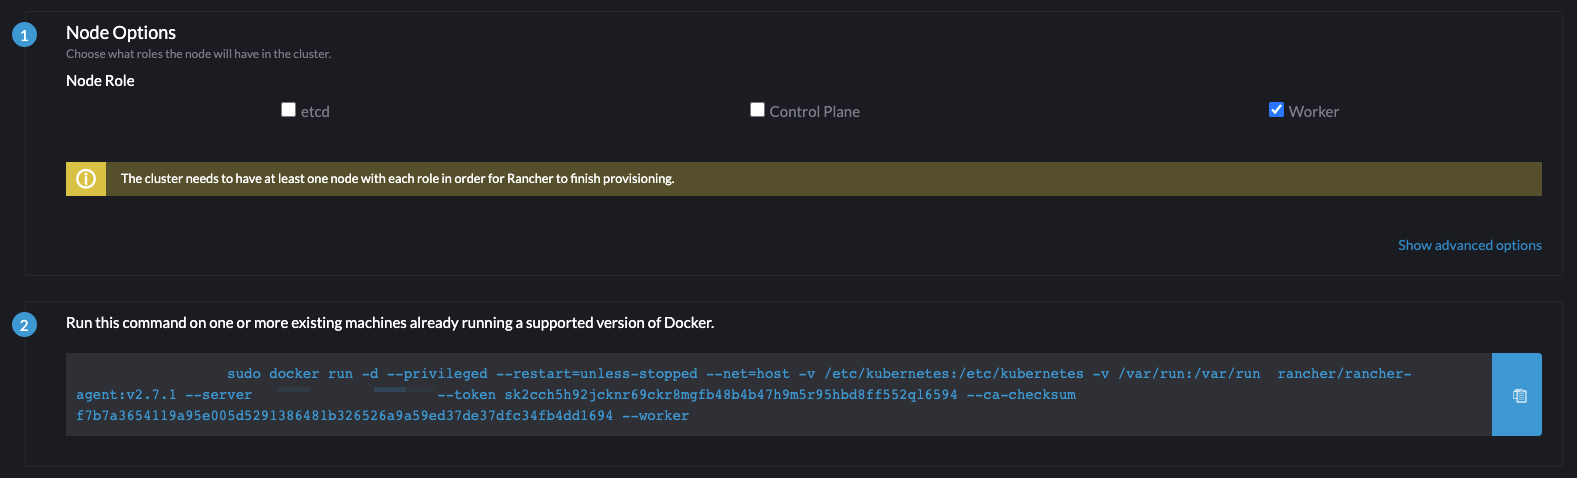 1
Node Options
Choose what roles the node will have in the cluster.
Node Role
etcd
Control Plane
Worker
The cluster needs to have at least one node with each role in order for Rancher to finish provisioning.
Show advanced options
2
Run this command on one or more existing machines already running a supported version of Docker.
sudo docker run -d --privileged --restart=unless-stopped --net=host -v /etc/kubernetes:/etc/kubernetes -v /var/run:/var/run rancher/rancher-
agent:v2.7.1 --server --token sk2cch5h92jcknr69ckr8mgfb48b4b47h9m5r95hbd8ff552ql6594 --ca-checksum
f7b7a3654119a95e005d5291386481b326526a9a59ed37de37dfc34fb4dd1694 --worker